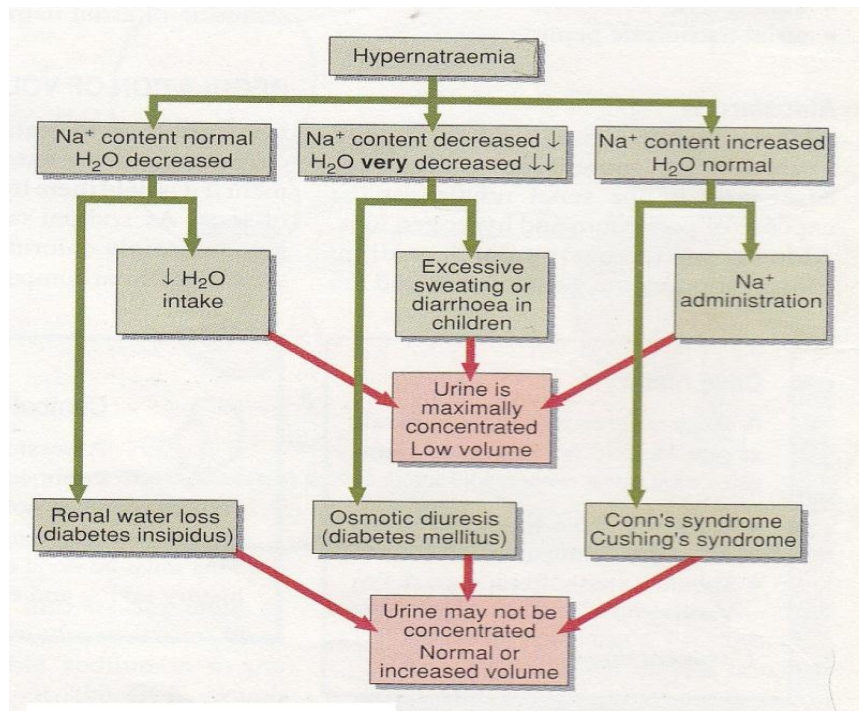 Hypernatraemia
Na⁺ content normal
H₂O decreased
Na⁺ content decreased ↓
H₂O very decreased ↓↓
Na⁺ content increased
H₂O normal
↓ H₂O
intake
Excessive
sweating or
diarrhoea in
children
Na⁺
administration
Urine is
maximally
concentrated
Low volume
Renal water loss
(diabetes insipidus)
Osmotic diuresis
(diabetes mellitus)
Conn's syndrome
Cushing's syndrome
Urine may not be
concentrated
Normal or
increased volume